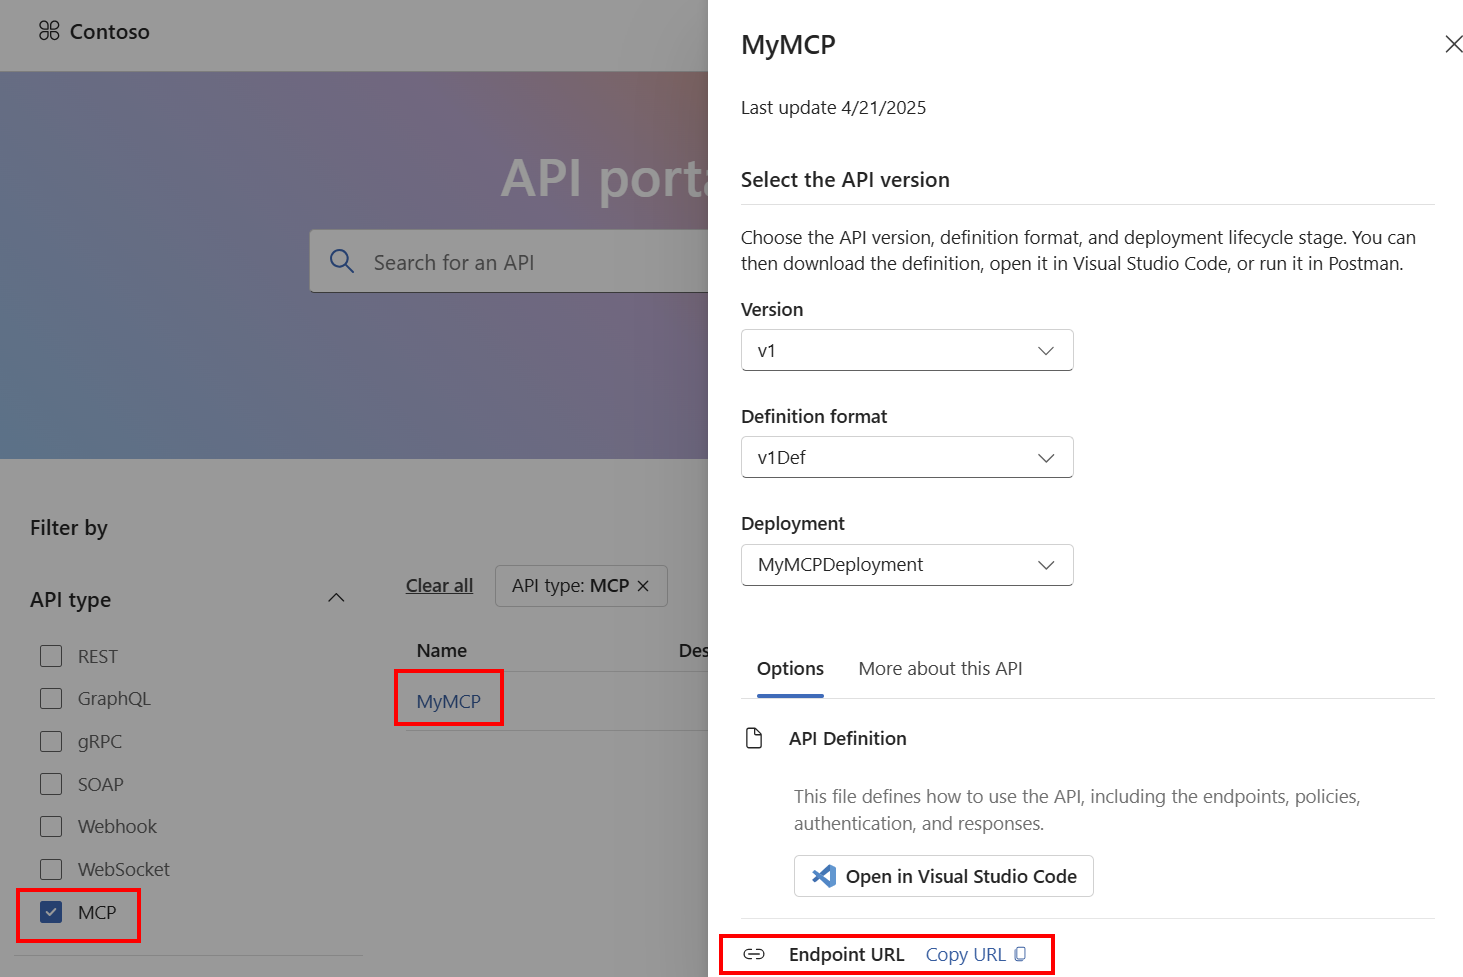 Contoso
API porta
Search for an API
Filter by
API type
REST
GraphQL
gRPC
SOAP
Webhook
WebSocket
MCP
Clear all
API type: MCP
Name
Des
MyMCP
MyMCP
Last update 4/21/2025
Select the API version
Choose the API version, definition format, and deployment lifecycle stage. You can
then download the definition, open it in Visual Studio Code, or run it in Postman.
Version
v1
Definition format
v1Def
Deployment
MyMCPDeployment
Options More about this API
API Definition
This file defines how to use the API, including the endpoints, policies,
authentication, and responses.
Open in Visual Studio Code
Endpoint URL Copy URL